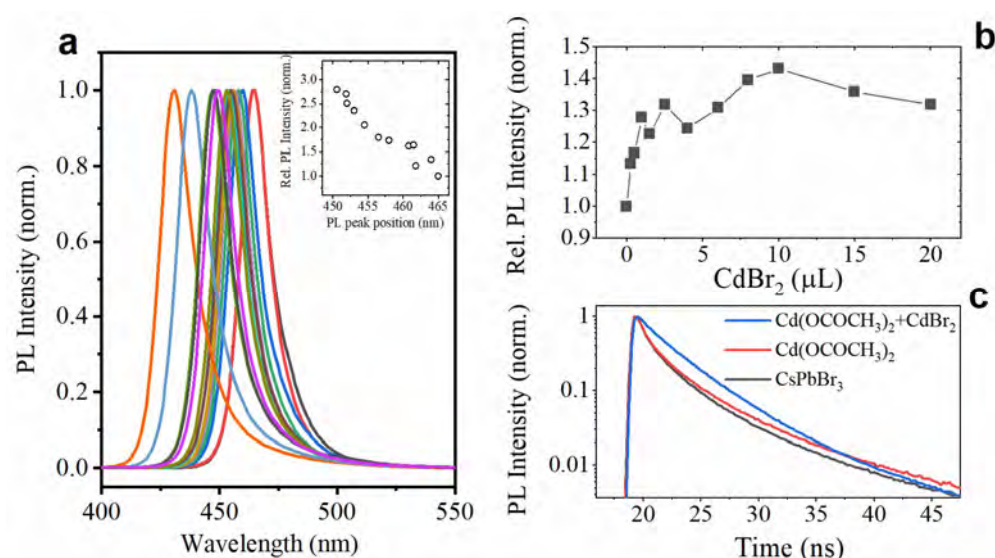 a
PL Intensity (norm.)
1.0
0.8
0.6
0.4
0.2
0.0
400 450 500 550
Wavelength (nm)
Rel. PL Intensity (norm.)
3.0
2.5
2.0
1.5
1.0
450 455 460 465
PL peak position (nm)
b
Rel. PL Intensity (norm.)
1.5
1.4
1.3
1.2
1.1
1.0
0.9
0 5 10 15 20
CdBr₂ (μL)
c
PL Intensity (norm.)
1
0.1
0.01
Cd(OCOCH₃)₂+CdBr₂
Cd(OCOCH₃)₂
CsPbBr₃
20 25 30 35 40 45
Time (ns)